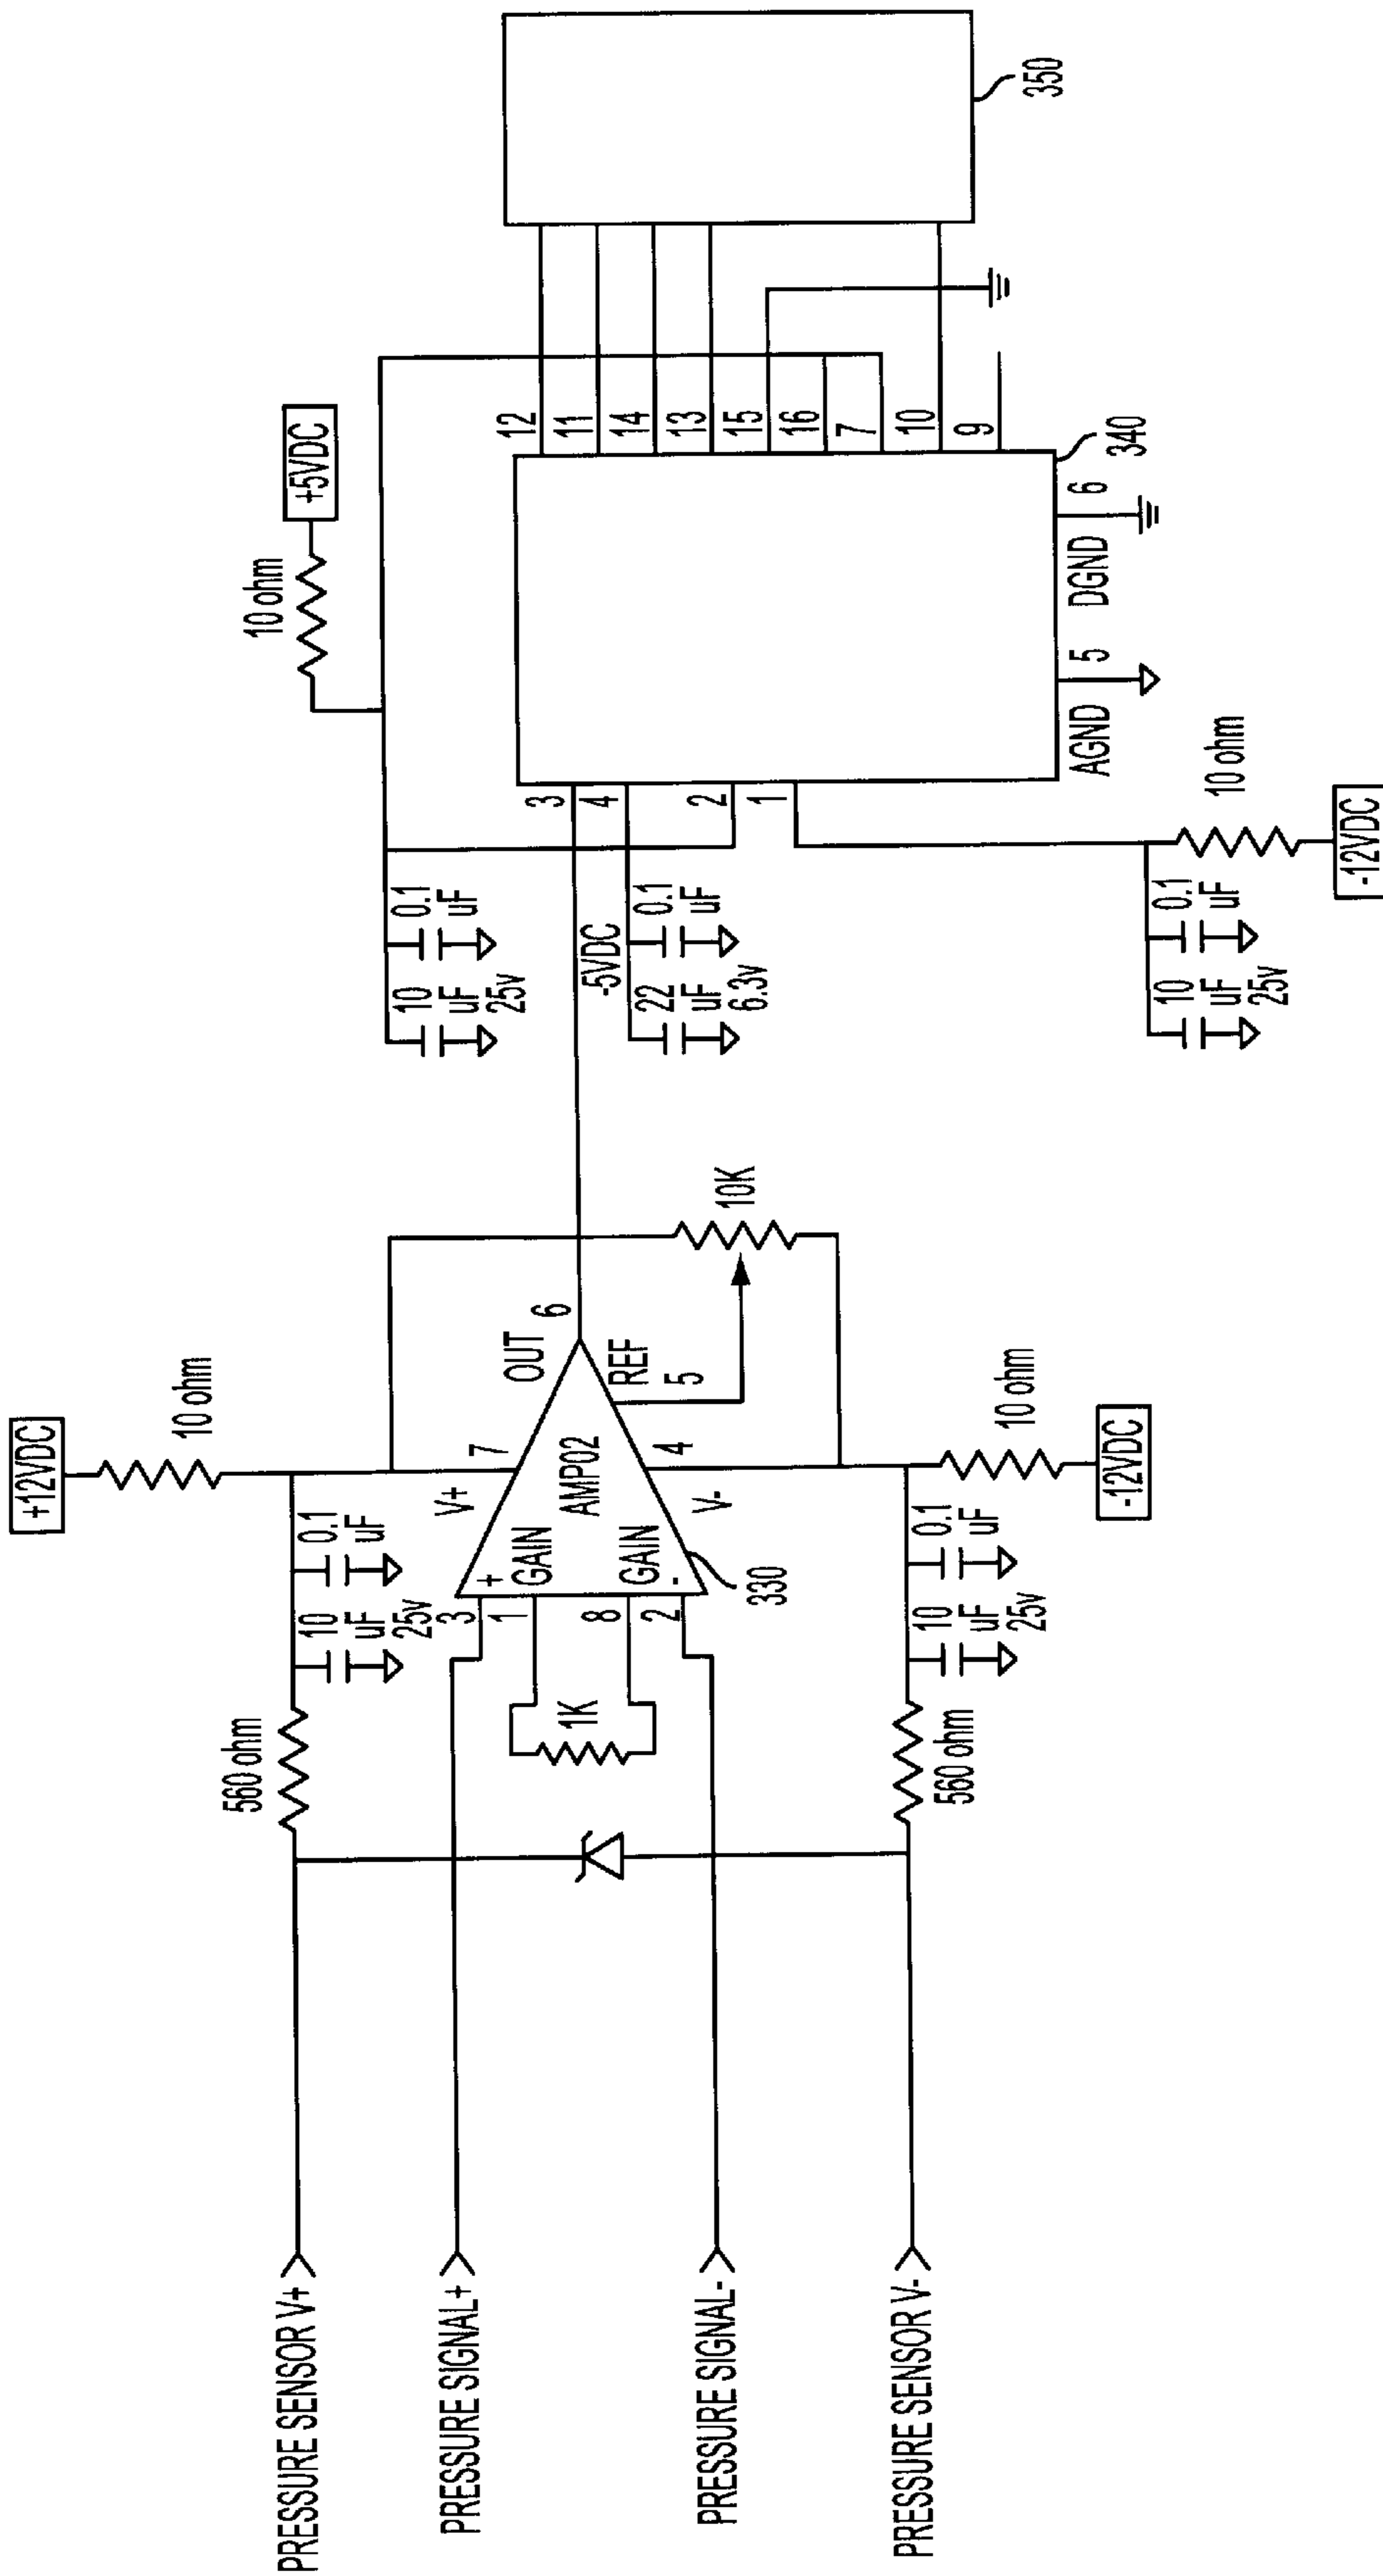 +12VDC
10 ohm
+5VDC
10 ohm
560 ohm
10
uF
25v
0.1
uF
10
uF
25v
0.1
uF
PRESSURE SENSOR V+
PRESSURE SIGNAL+
PRESSURE SIGNAL-
PRESSURE SENSOR V-
1K
3
1
8
2
+
GAIN
GAIN
-
AMP02
V+
7
V-
4
OUT
6
REF
5
330
10K
-5VDC
22
uF
6.3v
0.1
uF
3
4
2
1
12
11
14
13
15
16
7
10
9
AGND
5
DGND
6
340
350
560 ohm
10
uF
25v
0.1
uF
10 ohm
-12VDC
10
uF
25v
0.1
uF
10 ohm
-12VDC